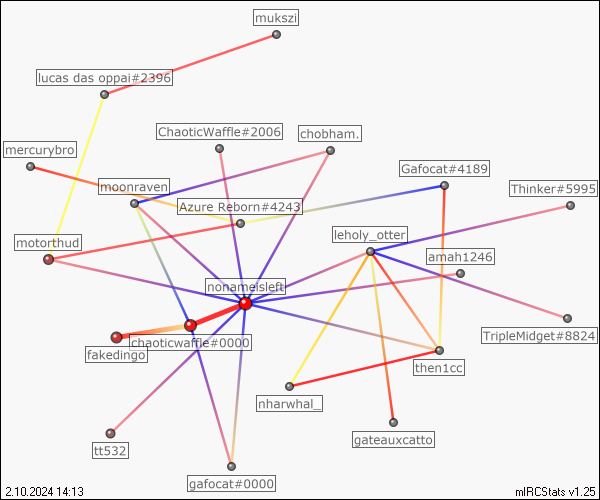 mukszi
lucas das oppai#2396
ChaoticWaffle#2006
chobham.
mercurybro
Gafocat#4189
moonraven
Thinker#5995
Azure Reborn#4243
leholy_otter
motorthud
amah1246
nonameisleft
TripleMidget#8824
chaoticwaffle#0000
fakedingo
then1cc
nharwhal_
gateauxcatto
tt532
gafocat#0000
2.10.2024 14:13
mIRCStats v1.25